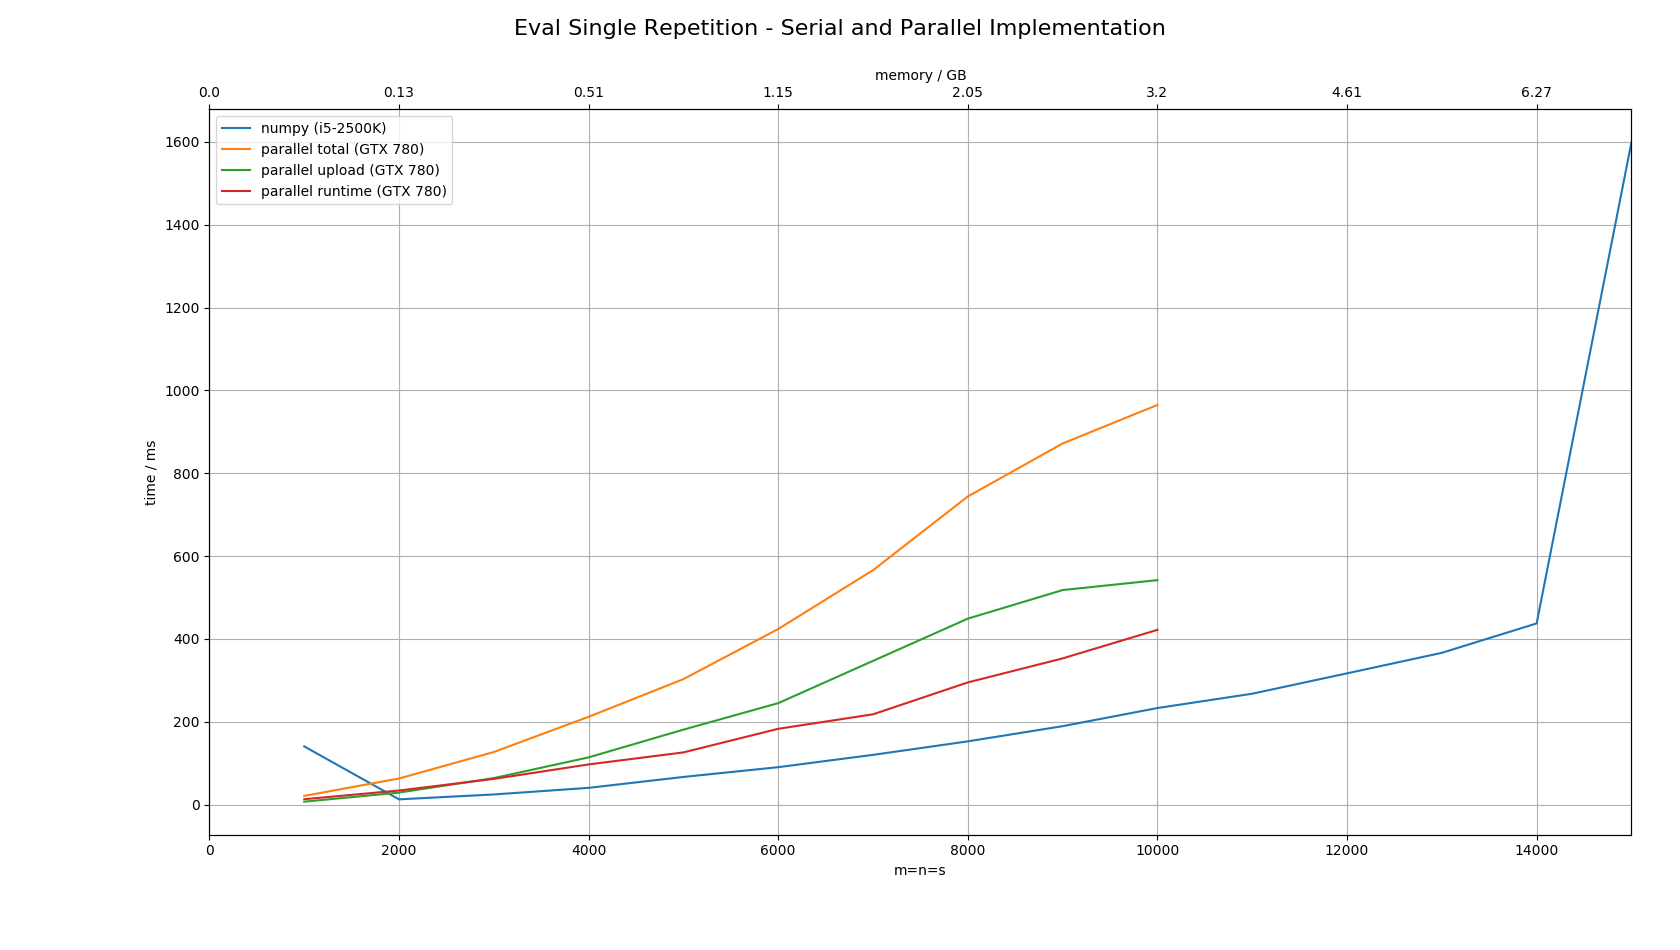 Eval Single Repetition - Serial and Parallel Implementation
memory / GB
0.0 0.13 0.51 1.15 2.05 3.2 4.61 6.27
numpy (i5-2500K)
parallel total (GTX 780)
parallel upload (GTX 780)
parallel runtime (GTX 780)
1600
1400
1200
1000
800
600
400
200
0
time / ms
0 2000 4000 6000 8000 10000 12000 14000
m=n=s